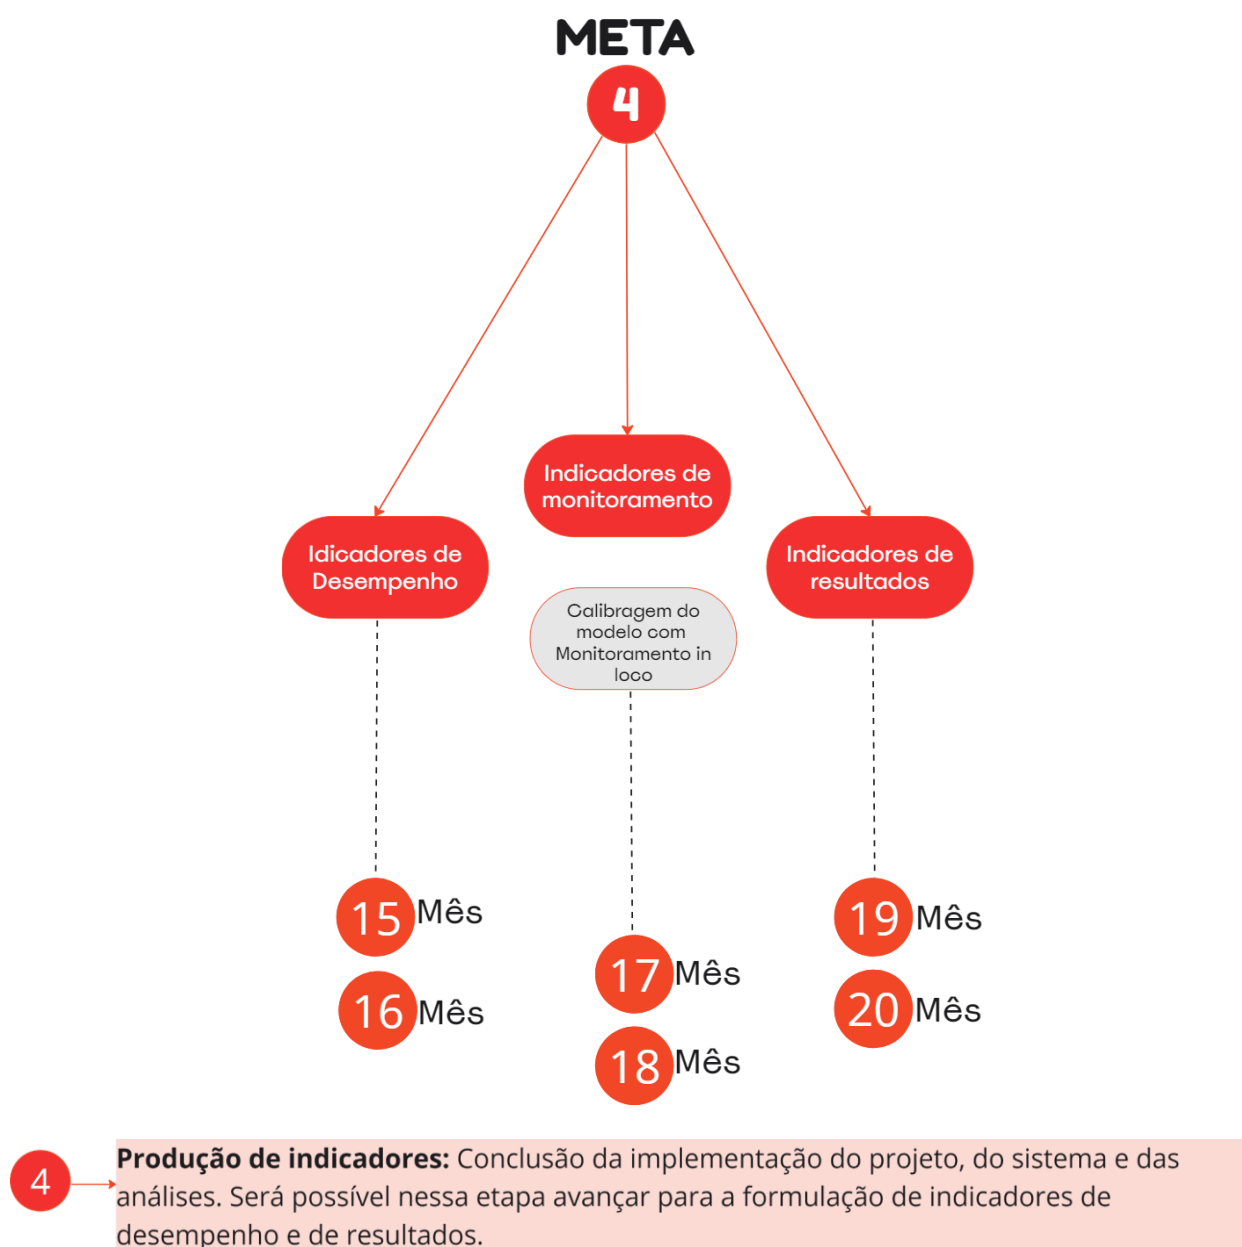 META
4
Indicadores de
monitoramento
Idicadores de
Desempenho
Indicadores de
resultados
Calibragem do
modelo com
Monitoramento in
loco
15 Mês
16 Mês
17 Mês
18 Mês
19 Mês
20 Mês
4
Produção de indicadores: Conclusão da implementação do projeto, do sistema e das
análises. Será possível nessa etapa avançar para a formulação de indicadores de
desempenho e de resultados.